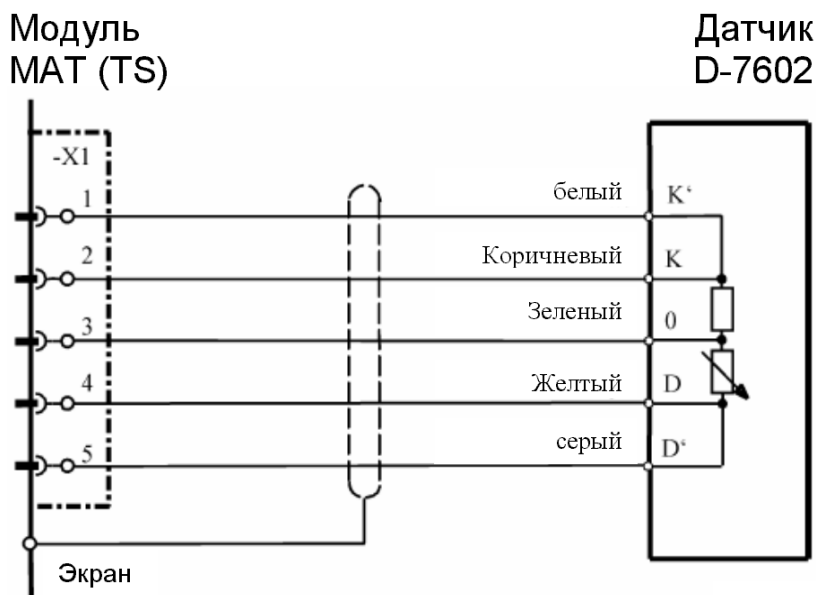 Модуль
MAT (TS)
Датчик
D-7602
-X1
1
белый
K‘
2
Коричневый
K
3
Зеленый
0
4
Желтый
D
5
серый
D‘
Экран